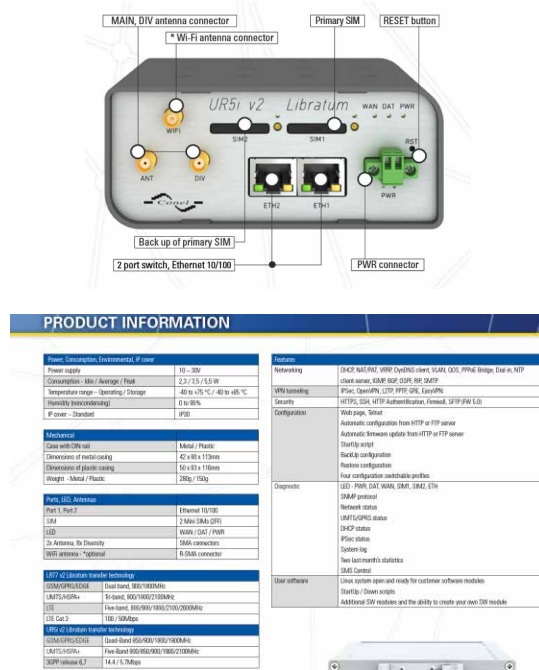 MAIN, DIV antenna connector
Primary SIM
RESET button
* Wi-Fi antenna connector
UR5i v2 Libratum
WAN DAT PWR
WIFI
SIM2
SIM1
RST
ANT
DIV
Conel
ETH2
ETH1
PWR
Back up of primary SIM
2 port switch, Ethernet 10/100
PWR connector
PRODUCT INFORMATION
Power, Consumption, Environmental, IP cover
Power supply 10 – 30V
Consumption - Idle / Average / Peak 2,3 / 3,5 / 5,5 W
Temperature range – Operating / Storage -40 to +75 °C / -40 to +85 °C
Humidity (noncondensing) 0 to 95%
IP cover – Standard IP30
Mechanical
Case with DIN rail Metal / Plastic
Dimensions of metal casing 42 x 90 x 113mm
Dimensions of plastic casing 50 x 83 x 116mm
Weight - Metal / Plastic 280g / 150g
Ports, LED, Antennas
Port 1, Port 2 Ethernet 10/100
SIM 2 Mini SIMs (2FF)
LED WAN / DAT / PWR
2x Antenna, Rx Diversity SMA connectors
WiFi antenna - *optional R-SMA connector
LR77 v2 Libratum transfer technology
GSM/GPRS/EDGE Dual band, 900/1800MHz
UMTS/HSPA+ Tri-band, 900/1800/2100MHz
LTE Five-band, 800/900/1800/2100/2600MHz
LTE Cat.3 100 / 50Mbps
UR5i v2 Libratum transfer technology
GSM/GPRS/EDGE Quad-Band 850/900/1800/1900MHz
UMTS/HSPA+ Five-Band 800/850/900/1900/2100MHz
3GPP release 6,7 14.4 / 5.7Mbps
Features
Networking DHCP, NAT/PAT, VRRP, DynDNS client, VLAN, QOS, PPPoE Bridge, Dial-in, NTP
client-server, IGMP, BGP, OSPF, RIP, SMTP
VPN tunneling IPSec, OpenVPN, L2TP, PPTP, GRE, EasyVPN
Security HTTPS, SSH, HTTP Authentification, Firewall, SFTP (FW 5.0)
Configuration Web page, Telnet
Automatic configuration from HTTP or FTP server
Automatic firmware update from HTTP or FTP server
StartUp script
BackUp configuration
Restore configuration
Four configuration switchable profiles
Diagnostic LED - PWR, DAT, WAN, SIM1, SIM2, ETH
SNMP protocol
Network status
UMTS/GPRS status
DHCP status
IPSec status
System log
Two last month's statistics
SMS Control
User software Linux system open and ready for customer software modules
StartUp / Down scripts
Additional SW modules and the ability to create your own SW module